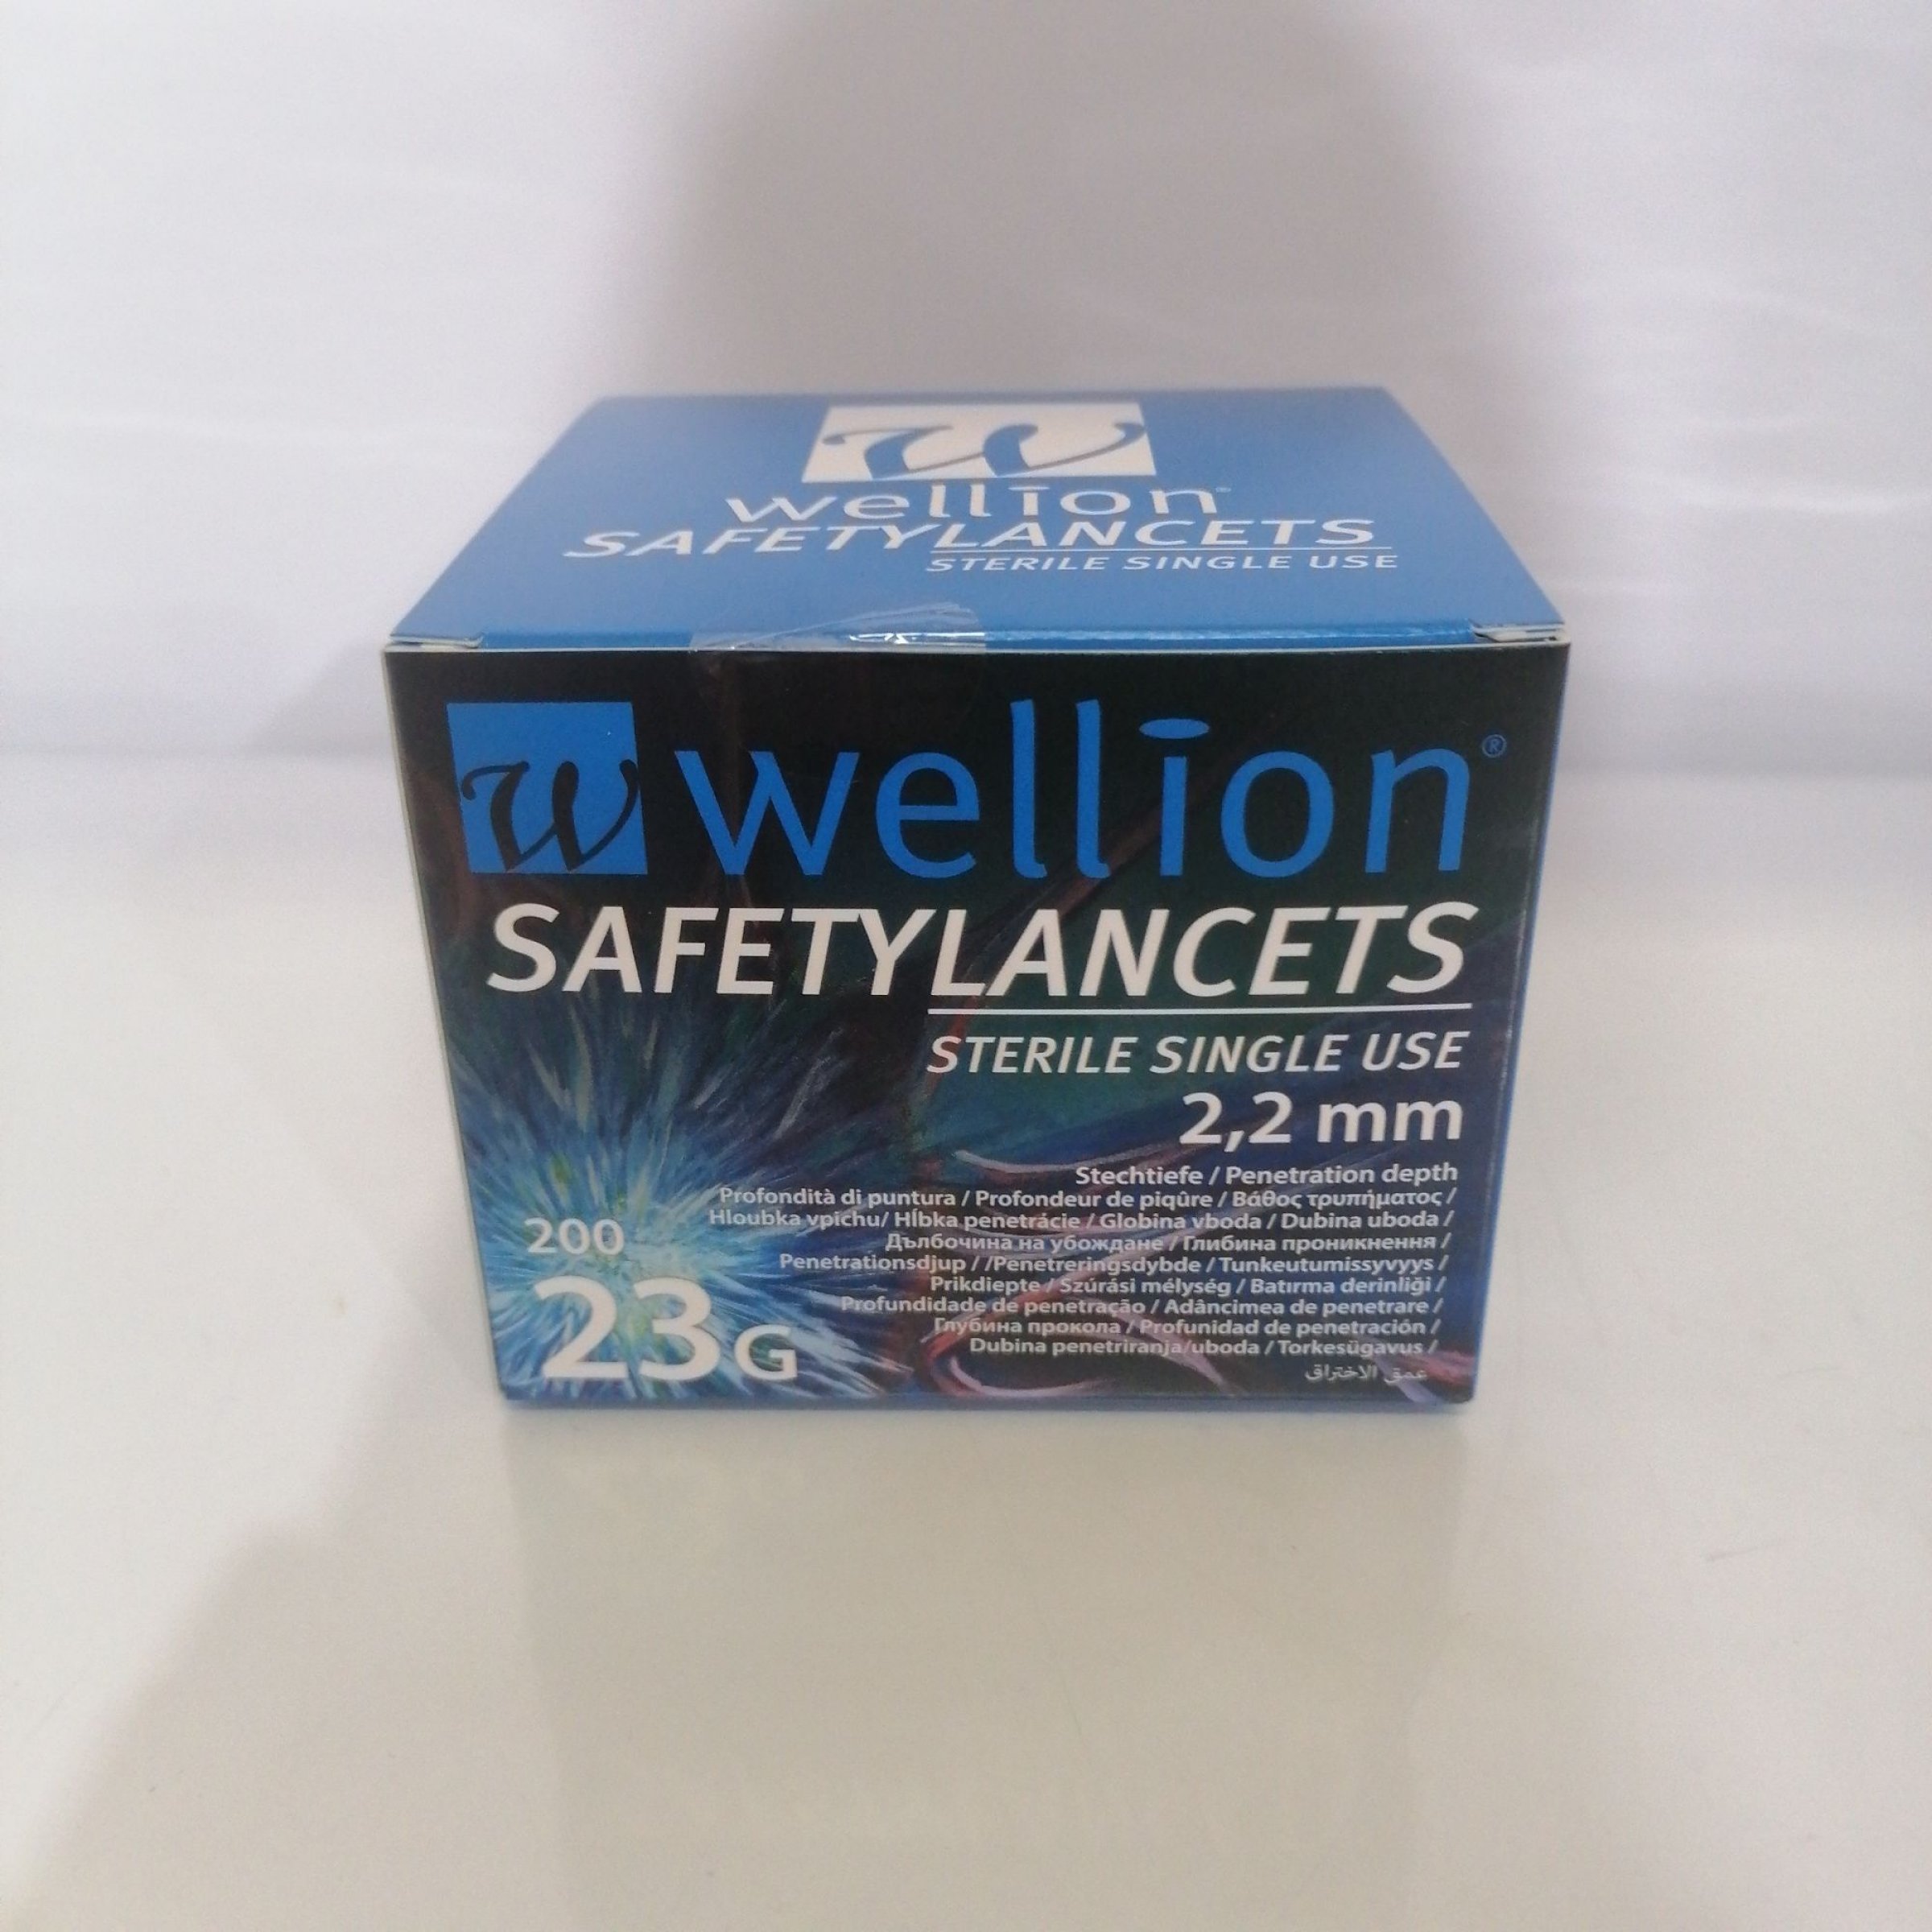 wellion
SAFETYLANCETS
STERILE SINGLE USE
wellion®
SAFETYLANCETS
STERILE SINGLE USE
2,2 mm
Stechtiefe / Penetration depth
Profondità di puntura / Profondeur de piqûre / Βάθος τρυπήματος /
Hloubka vpichu/ Hĺbka penetrácie / Globina vboda / Dubina uboda /
Дълбочина на убождане / Глибина проникнення /
Penetrationsdjup / /Penetreringsdybde / Tunkeutumissyvyys /
Prikdiepte / Szúrási mélység / Batırma derinliği /
Profundidade de penetração / Adâncimea de penetrare /
Глубина прокола / Profunidad de penetración /
Dubina penetriranja/uboda / Torkesügavus /
عمق الاختراق
200
23G